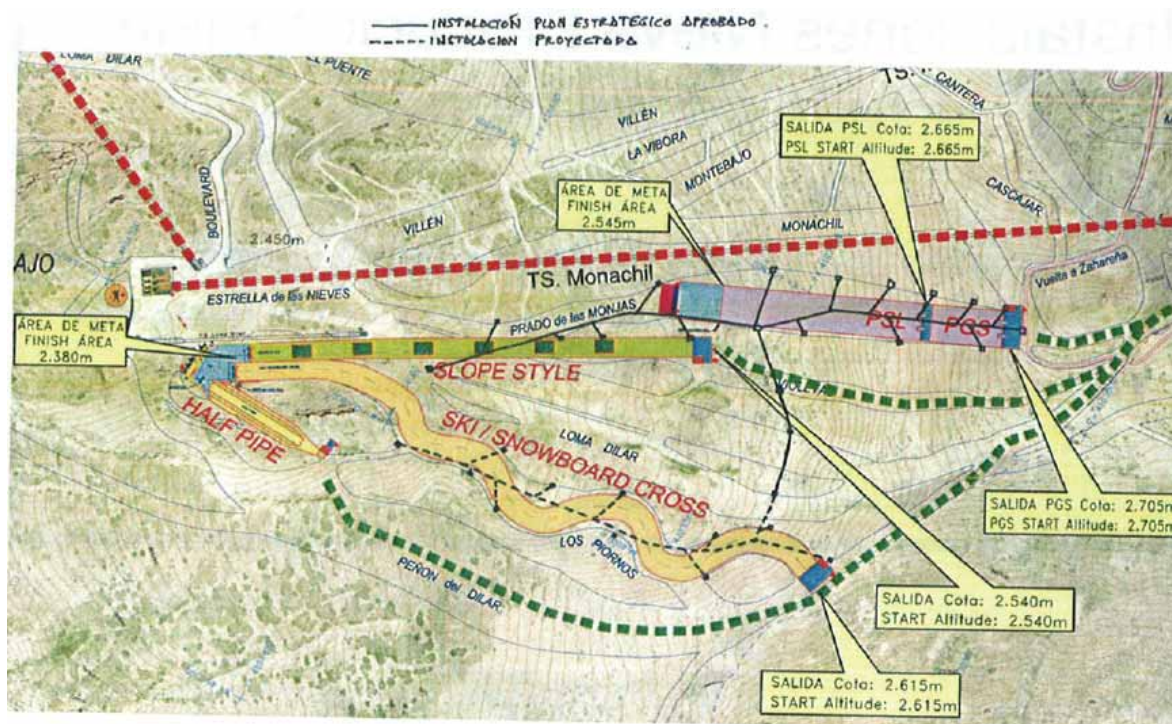 INSTALACIÓN PLAN ESTRATÉGICO APROBADO.
INSTALACION PROYECTADA
LOMA DILAR
EL PUENTE
TS.
CANTERA
VILLÉN
LA VIBORA
MONTEBAJO
SALIDA PSL Cota: 2.665m
PSL START Altitude: 2.665m
CASCAJAR
ÁREA DE META
FINISH ÁREA
2.545m
BOULEVARD
VILLÉN
MONACHIL
2.450m
AJO
TS. Monachil
Vuelta a Zahareña
ESTRELLA de las NIEVES
PRADO de las MONJAS
PSL
PGS
ÁREA DE META
FINISH ÁREA
2.380m
SLOPE STYLE
VIOLETA
HALF PIPE
SKI / SNOWBOARD CROSS
LOMA DILAR
SALIDA PGS Cota: 2.705m
PGS START Altitude: 2.705m
LOS PIORNOS
PEÑON del DILAR
SALIDA Cota: 2.540m
START Altitude: 2.540m
SALIDA Cota: 2.615m
START Altitude: 2.615m